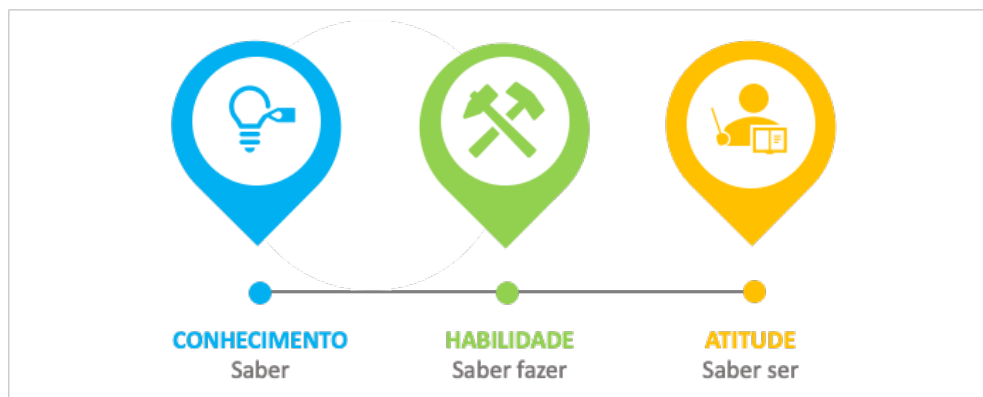 CONHECIMENTO
Saber
HABILIDADE
Saber fazer
ATITUDE
Saber ser